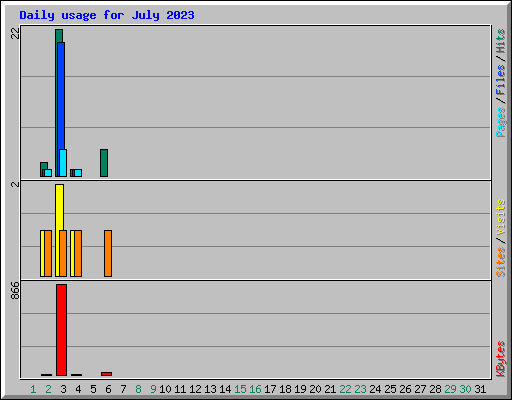 Daily usage for July 2023
22
Pages/Files/Hits
2
Sites/Visits
866
KBytes
1 2 3 4 5 6 7 8 9 10 11 12 13 14 15 16 17 18 19 20 21 22 23 24 25 26 27 28 29 30 31